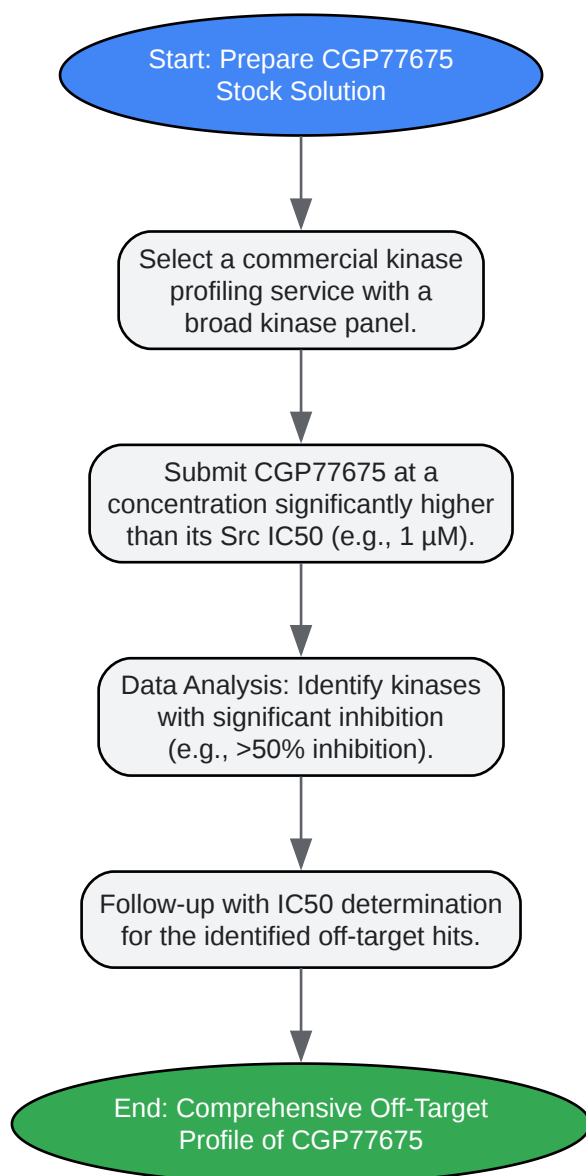 Start: Prepare CGP77675
Stock Solution
Select a commercial kinase
profiling service with a
broad kinase panel.
Submit CGP77675 at a
concentration significantly higher
than its Src IC50 (e.g., 1 µM).
Data Analysis: Identify kinases
with significant inhibition
(e.g., >50% inhibition).
Follow-up with IC50 determination
for the identified off-target hits.
End: Comprehensive Off-Target
Profile of CGP77675